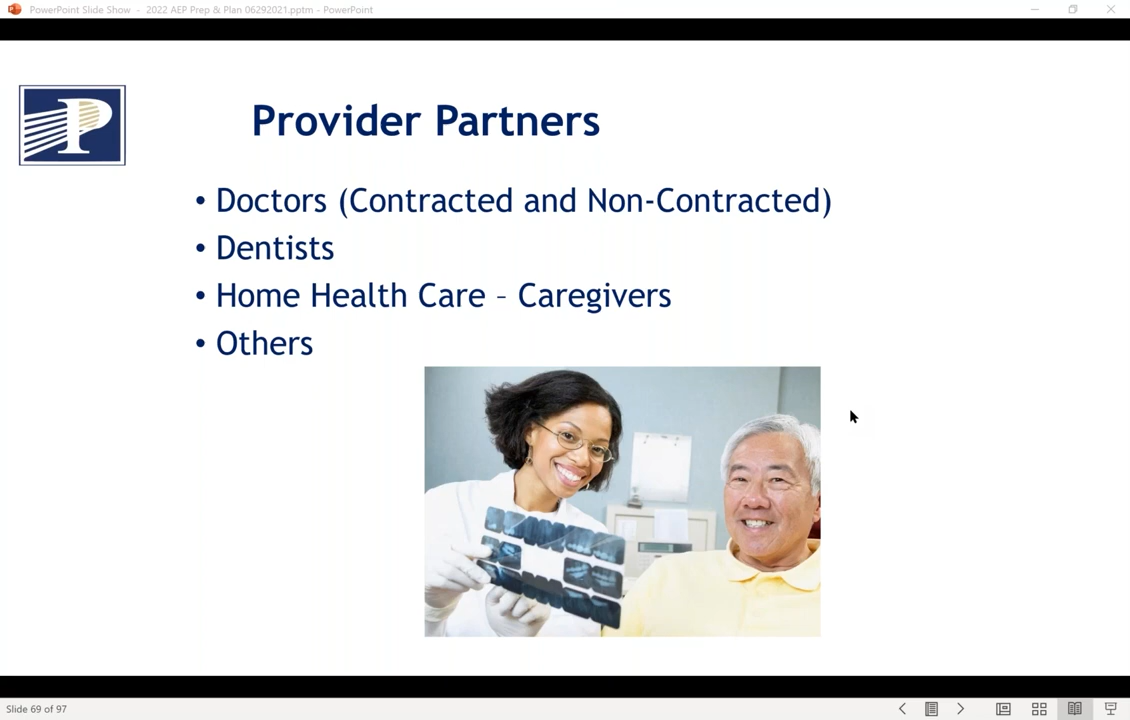 PowerPoint Slide Show - 2022 AEP Prep & Plan 06292021.pptm - PowerPoint
P
Provider Partners
• Doctors (Contracted and Non-Contracted)
• Dentists
• Home Health Care – Caregivers
• Others
Slide 69 of 97